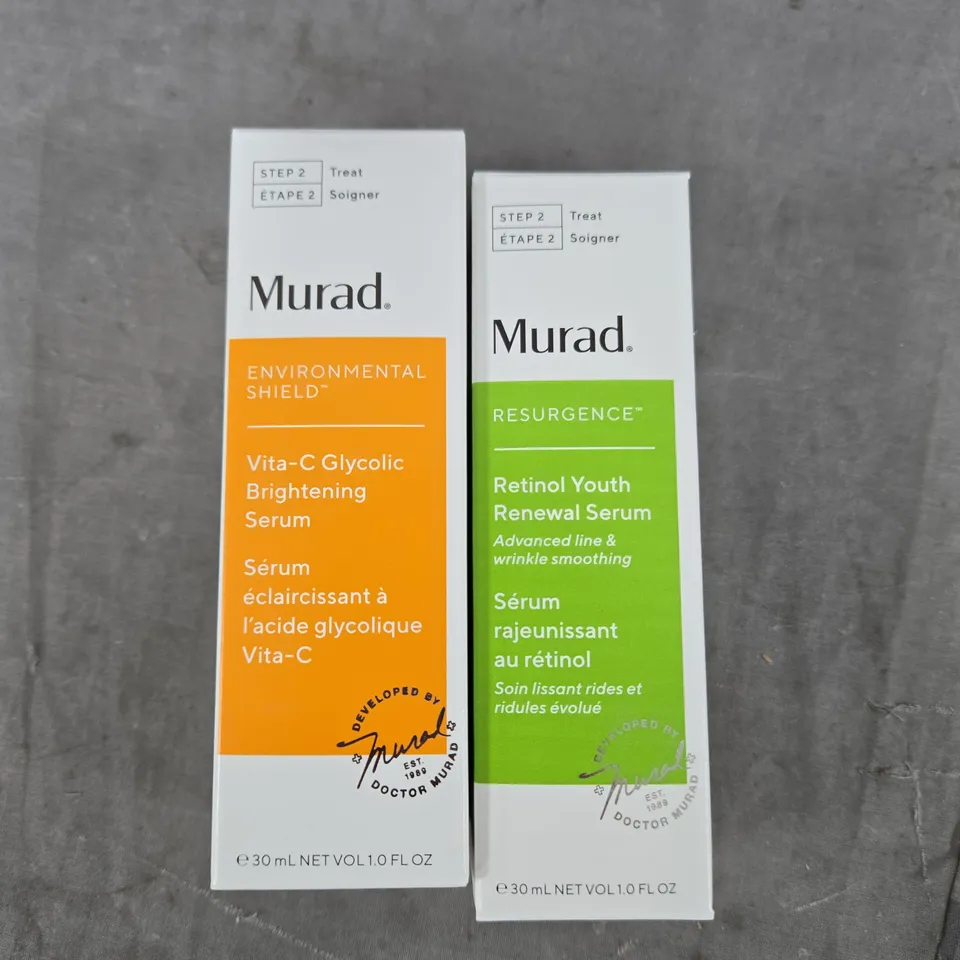 STEP 2 Treat
ÉTAPE 2 Soigner
Murad®
ENVIRONMENTAL
SHIELD™
Vita-C Glycolic
Brightening
Serum
Sérum
éclaircissant à
l'acide glycolique
Vita-C
DEVELOPED BY
Murad
EST.
1989
DOCTOR MURAD
℮ 30 mL NET VOL 1.0 FL OZ
STEP 2 Treat
ÉTAPE 2 Soigner
Murad®
RESURGENCE™
Retinol Youth
Renewal Serum
Advanced line &
wrinkle smoothing
Sérum
rajeunissant
au rétinol
Soin lissant rides et
ridules évolué
DEVELOPED BY
Murad
EST.
1989
DOCTOR MURAD
℮ 30 mL NET VOL 1.0 FL OZ